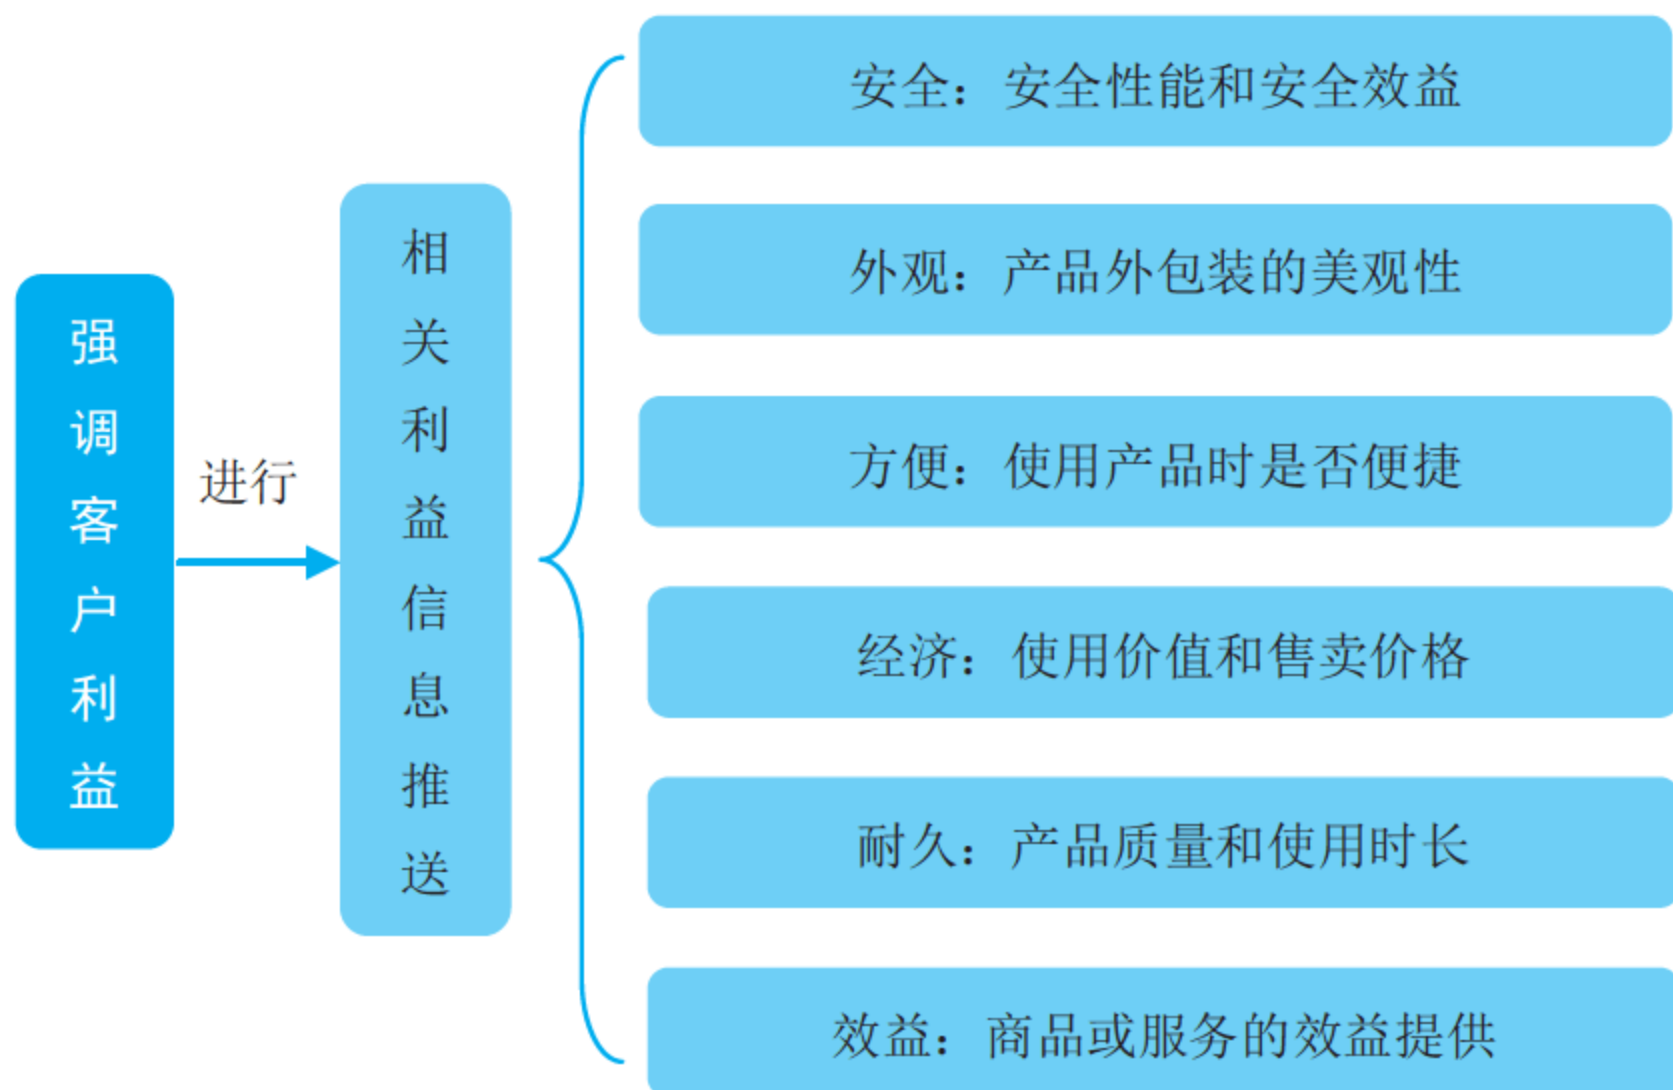 强调客户利益
进行
相关利益信息推送
安全：安全性能和安全效益
外观：产品外包装的美观性
方便：使用产品时是否便捷
经济：使用价值和售卖价格
耐久：产品质量和使用时长
效益：商品或服务的效益提供